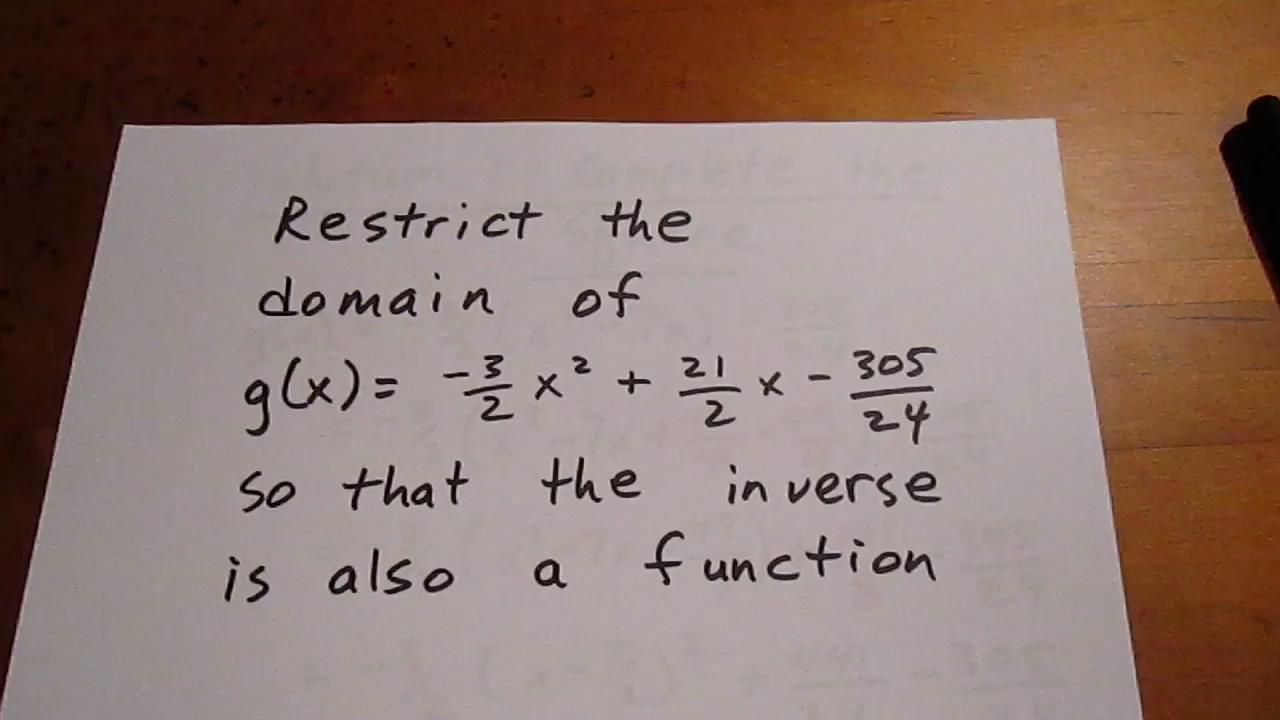 Restrict the
domain of
g(x) = -3/2 x² + 21/2 x - 305/24
so that the inverse
is also a function